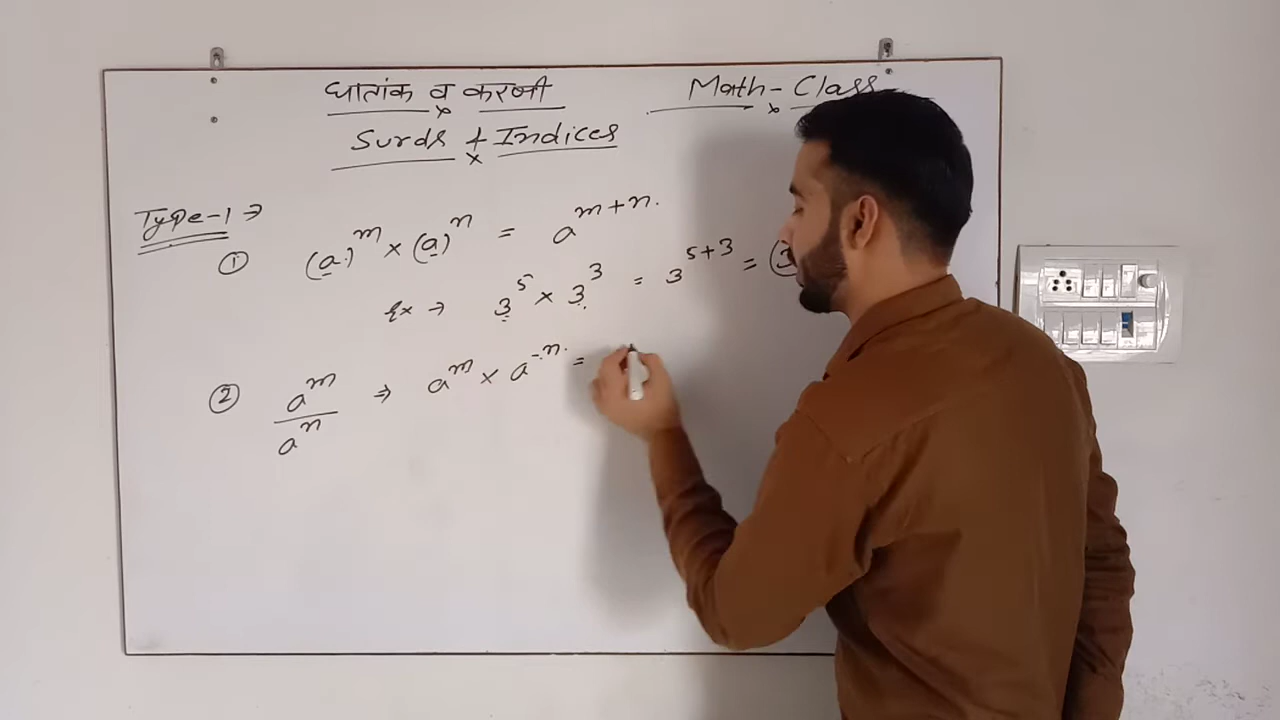 घातांक व करणी Math-Class
Surds & Indices
Type-1 ⇒
① (a.)^m × (a)^n = a^{m+n}.
Ex → 3^5 × 3^3 = 3^{5+3} =
② a^m / a^n ⇒ a^m × a^{-n}. =